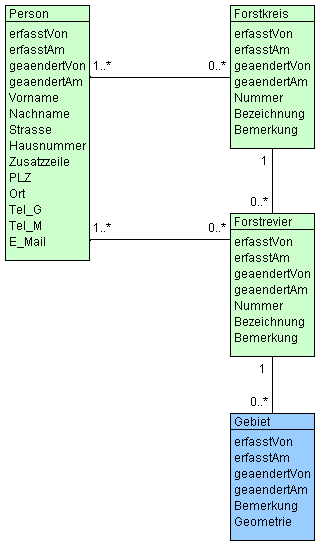 Person
erfasstVon
erfasstAm
geaendertVon
geaendertAm
Vorname
Nachname
Strasse
Hausnummer
Zusatzzeile
PLZ
Ort
Tel_G
Tel_M
E_Mail
1..*
0..*
Forstkreis
erfasstVon
erfasstAm
geaendertVon
geaendertAm
Nummer
Bezeichnung
Bemerkung
1
0..*
1..*
0..*
Forstrevier
erfasstVon
erfasstAm
geaendertVon
geaendertAm
Nummer
Bezeichnung
Bemerkung
1
0..*
Gebiet
erfasstVon
erfasstAm
geaendertVon
geaendertAm
Bemerkung
Geometrie